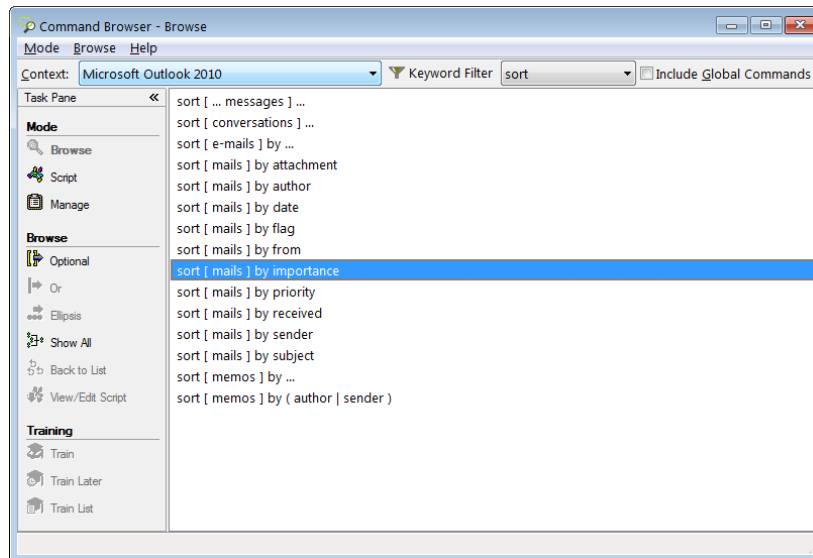 Command Browser - Browse
Mode Browse Help
Context: Microsoft Outlook 2010 Keyword Filter sort Include Global Commands
Task Pane «
Mode
Browse
Script
Manage
Browse
Optional
Or
Ellipsis
Show All
Back to List
View/Edit Script
Training
Train
Train Later
Train List
sort [ ... messages ] ...
sort [ conversations ] ...
sort [ e-mails ] by ...
sort [ mails ] by attachment
sort [ mails ] by author
sort [ mails ] by date
sort [ mails ] by flag
sort [ mails ] by from
sort [ mails ] by importance
sort [ mails ] by priority
sort [ mails ] by received
sort [ mails ] by sender
sort [ mails ] by subject
sort [ memos ] by ...
sort [ memos ] by ( author | sender )